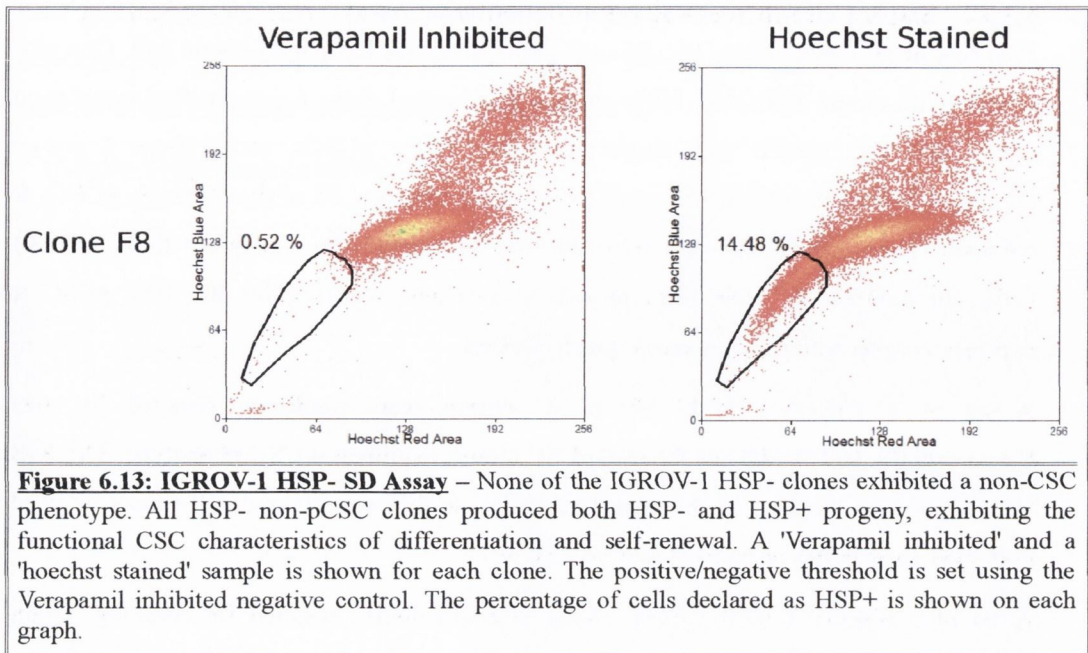 Verapamil Inhibited
Hoechst Stained
Clone F8
256
192
128
64
0
Hoechst Blue Area
0.52 %
0
64
128
192
256
Hoechst Red Area
256
192
128
64
0
Hoechst Blue Area
14.48 %
0
64
128
192
256
Hoechst Red Area
Figure 6.13: IGROV-1 HSP- SD Assay – None of the IGROV-1 HSP- clones exhibited a non-CSC
phenotype. All HSP- non-pCSC clones produced both HSP- and HSP+ progeny, exhibiting the
functional CSC characteristics of differentiation and self-renewal. A 'Verapamil inhibited' and a
'hoechst stained' sample is shown for each clone. The positive/negative threshold is set using the
Verapamil inhibited negative control. The percentage of cells declared as HSP+ is shown on each
graph.